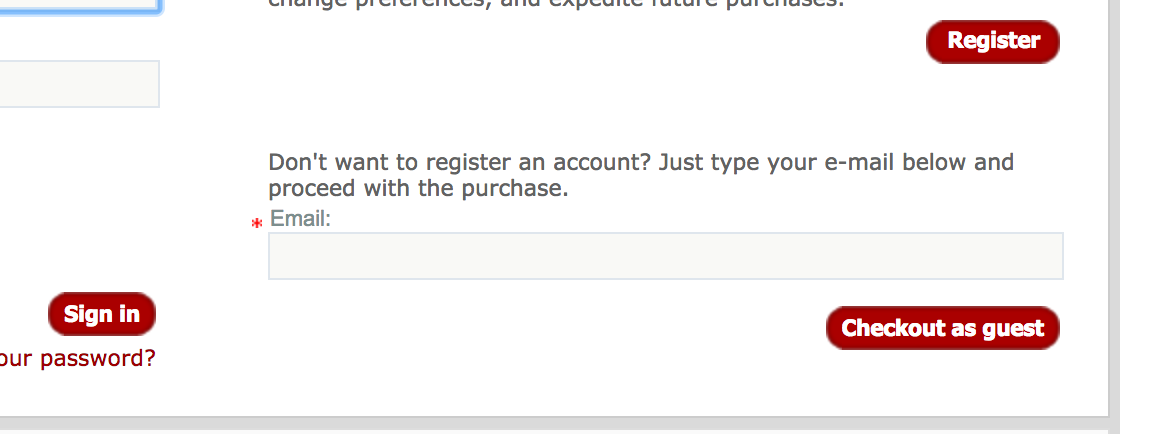 change preferences, and expedite future purchases.
Register
Don't want to register an account? Just type your e-mail below and
proceed with the purchase.
* Email:
Sign in
Checkout as guest
our password?